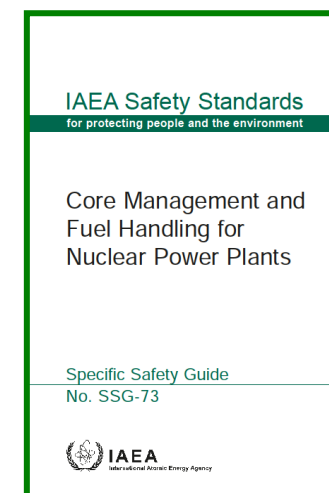 IAEA Safety Standards
for protecting people and the environment
Core Management and
Fuel Handling for
Nuclear Power Plants
Specific Safety Guide
No. SSG-73
IAEA
International Atomic Energy Agency